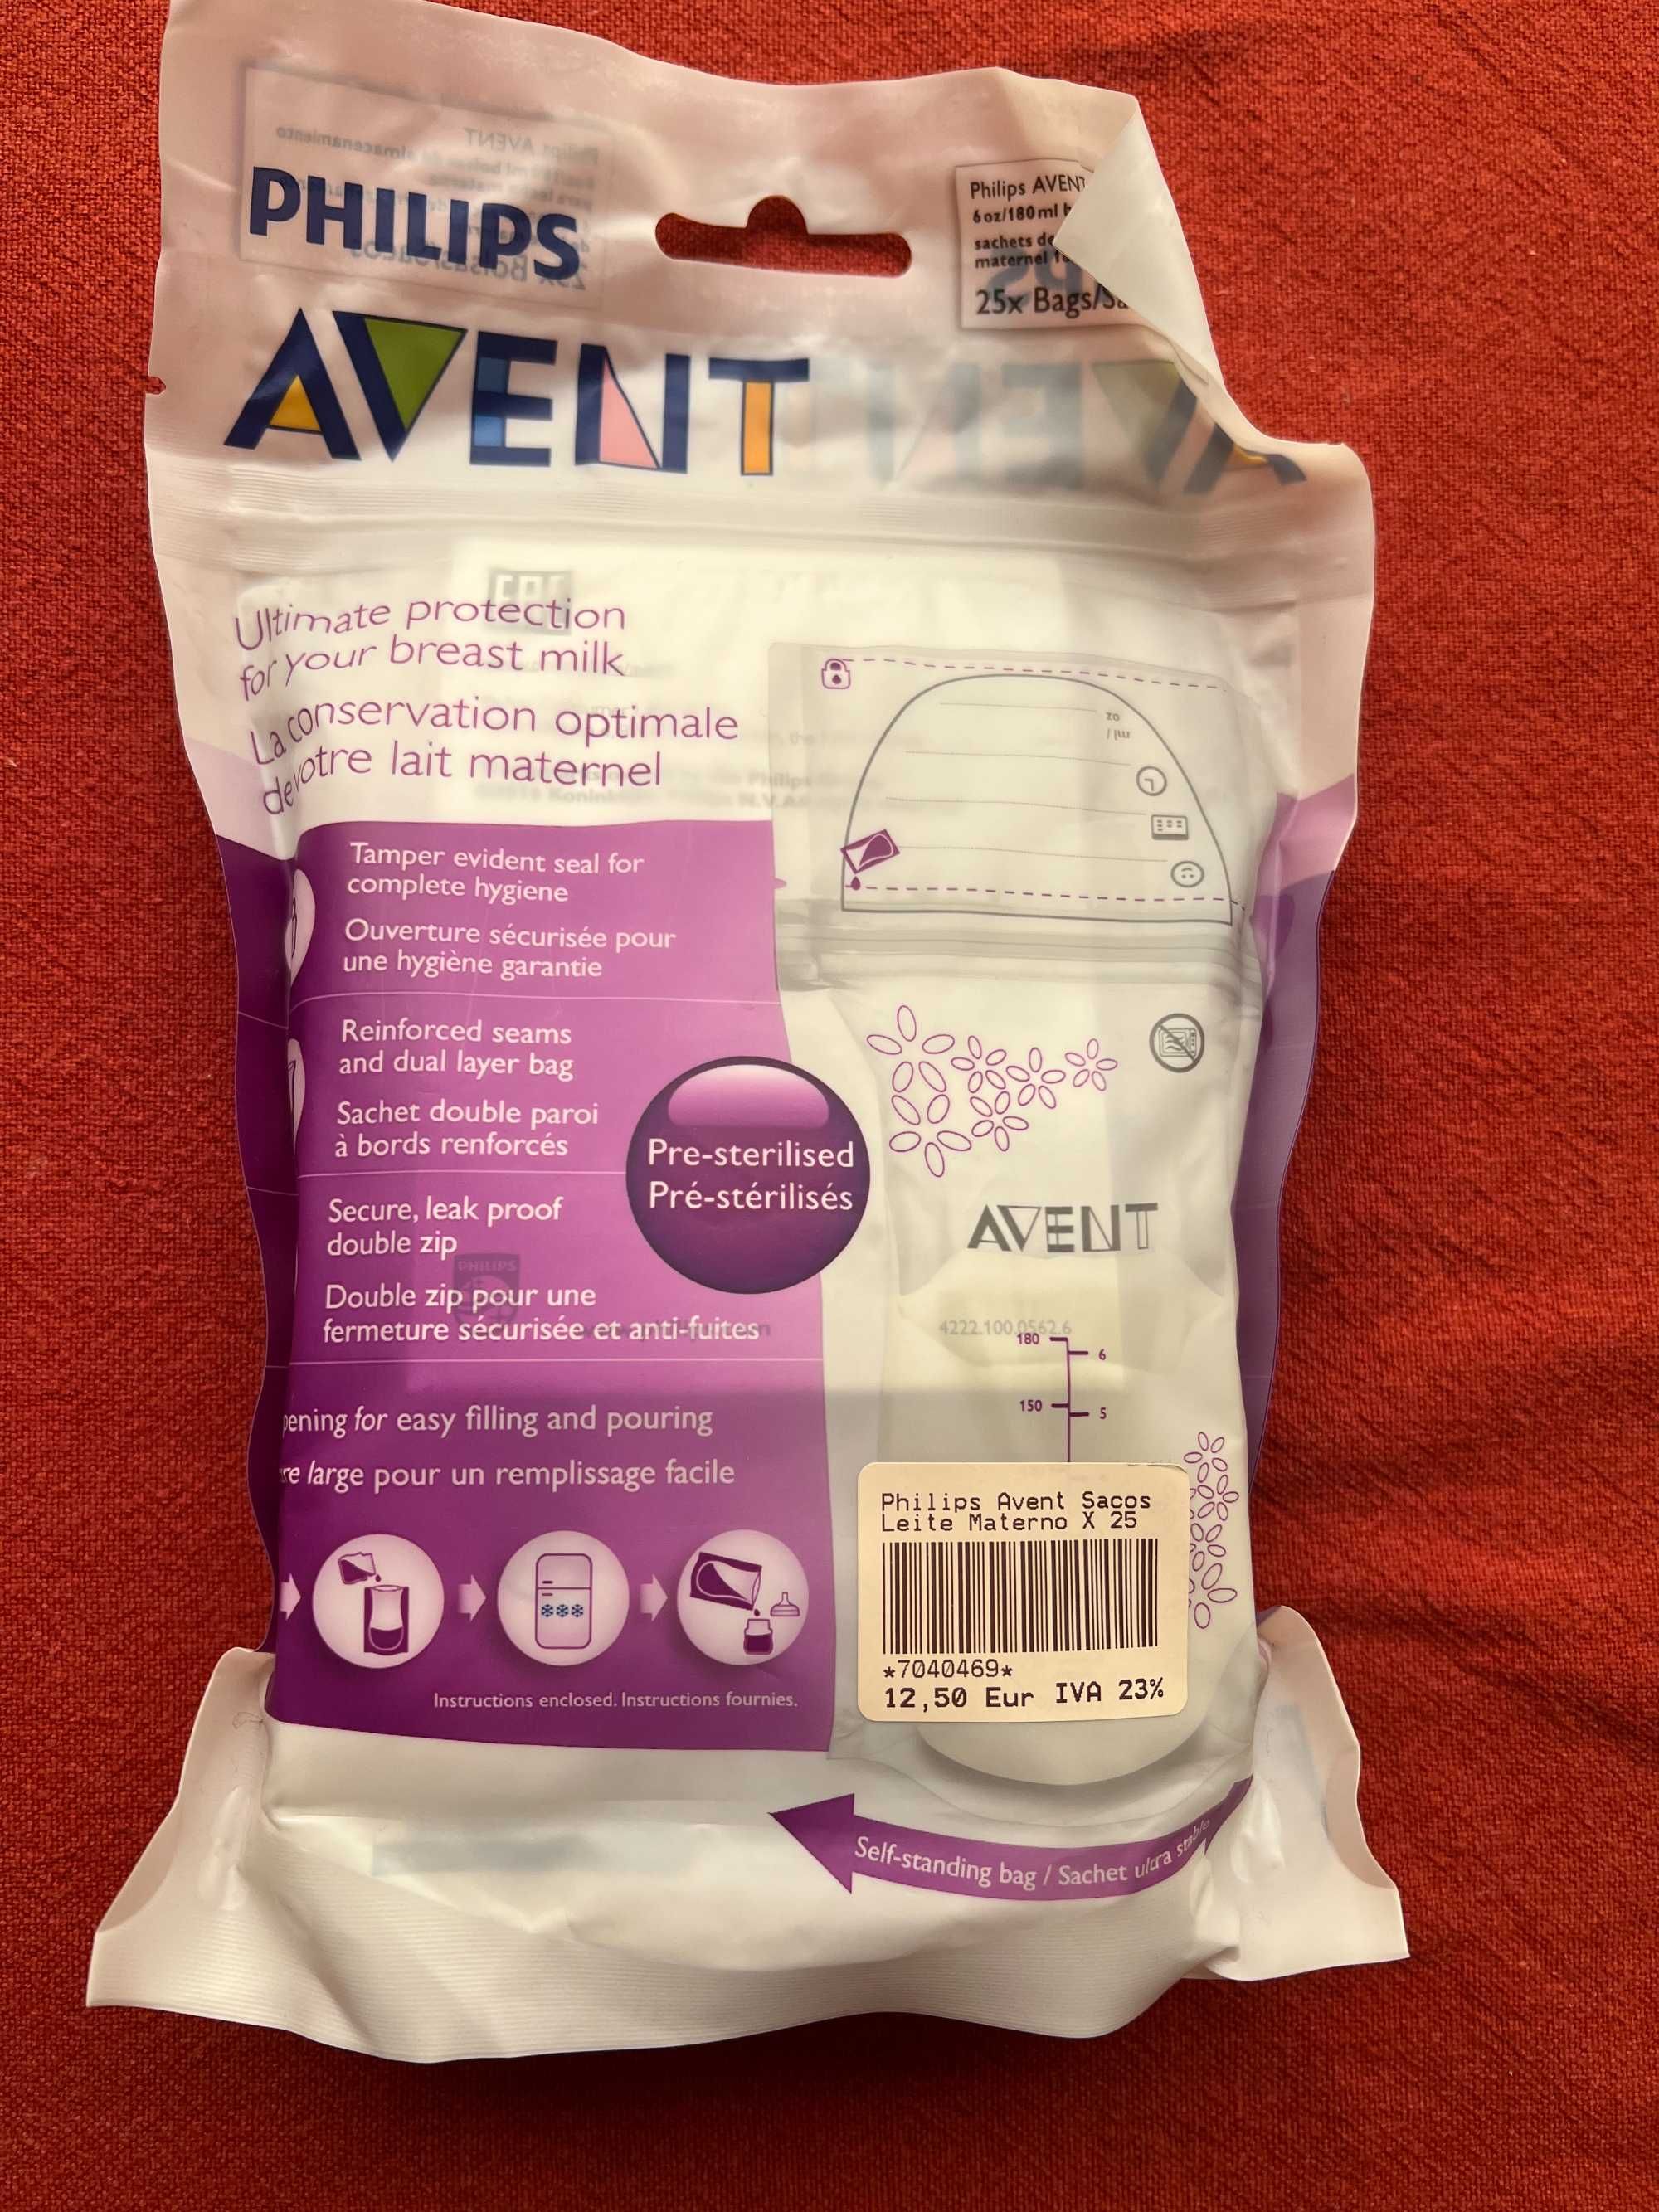 PHILIPS
AVENT
Philips AVENT
6oz/180ml
sachets de
maternel
25x Bags/
Ultimate protection
for your breast milk
La conservation optimale
de votre lait maternel
Tamper evident seal for
complete hygiene
Ouverture sécurisée pour
une hygiène garantie
Reinforced seams
and dual layer bag
Sachet double paroi
à bords renforcés
Pre-sterilised
Pré-stérilisés
Secure, leak proof
double zip
Double zip pour une
fermeture sécurisée et anti-fuites
pening for easy filling and pouring
re large pour un remplissage facile
Instructions enclosed. Instructions fournies.
oz
ml /
AVENT
4222.100.0562.6
180
6
150
5
Philips Avent Sacos
Leite Materno X 25
*7040469*
12,50 Eur IVA 23%
Self-standing bag / Sachet ultra stable
PHILIPS